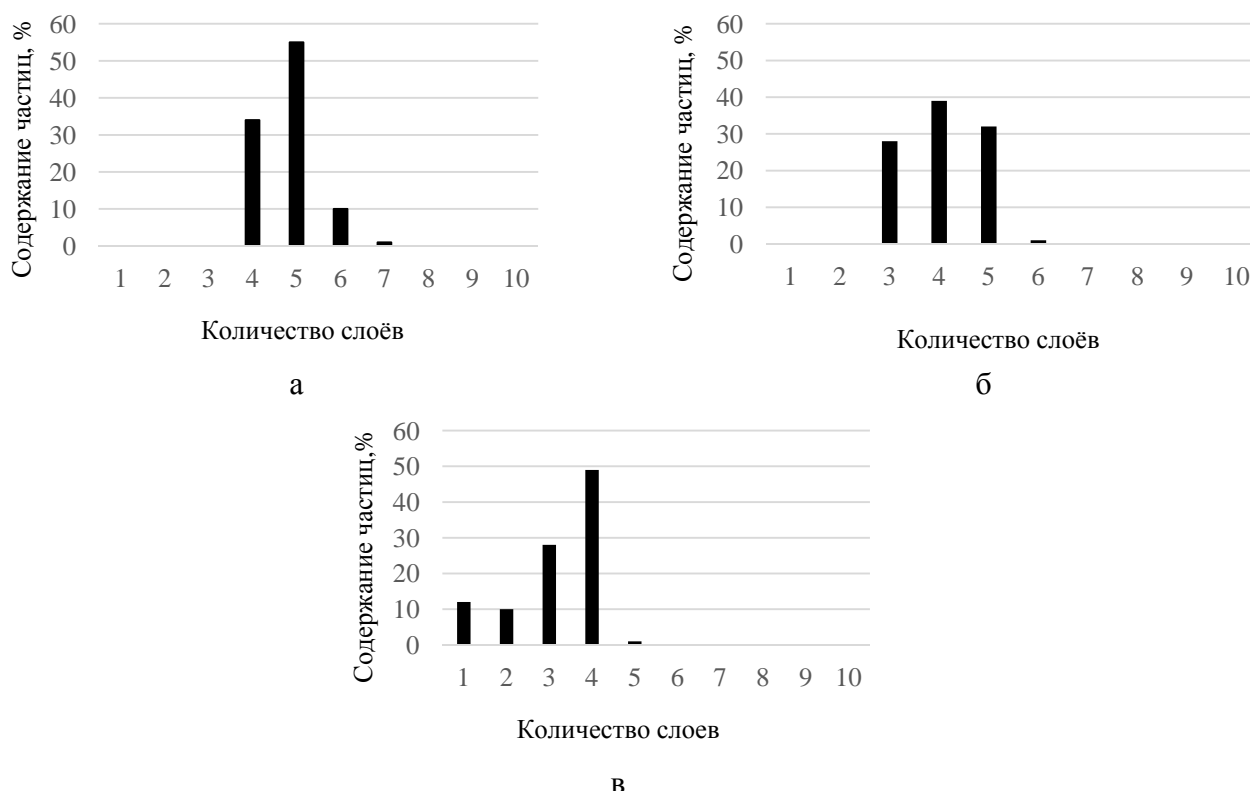 Содержание частиц, %
60
50
40
30
20
10
0
1 2 3 4 5 6 7 8 9 10
Количество слоёв
а
Содержание частиц, %
60
50
40
30
20
10
0
1 2 3 4 5 6 7 8 9 10
Количество слоёв
б
Содержание частиц,%
60
50
40
30
20
10
0
1 2 3 4 5 6 7 8 9 10
Количество слоев
в